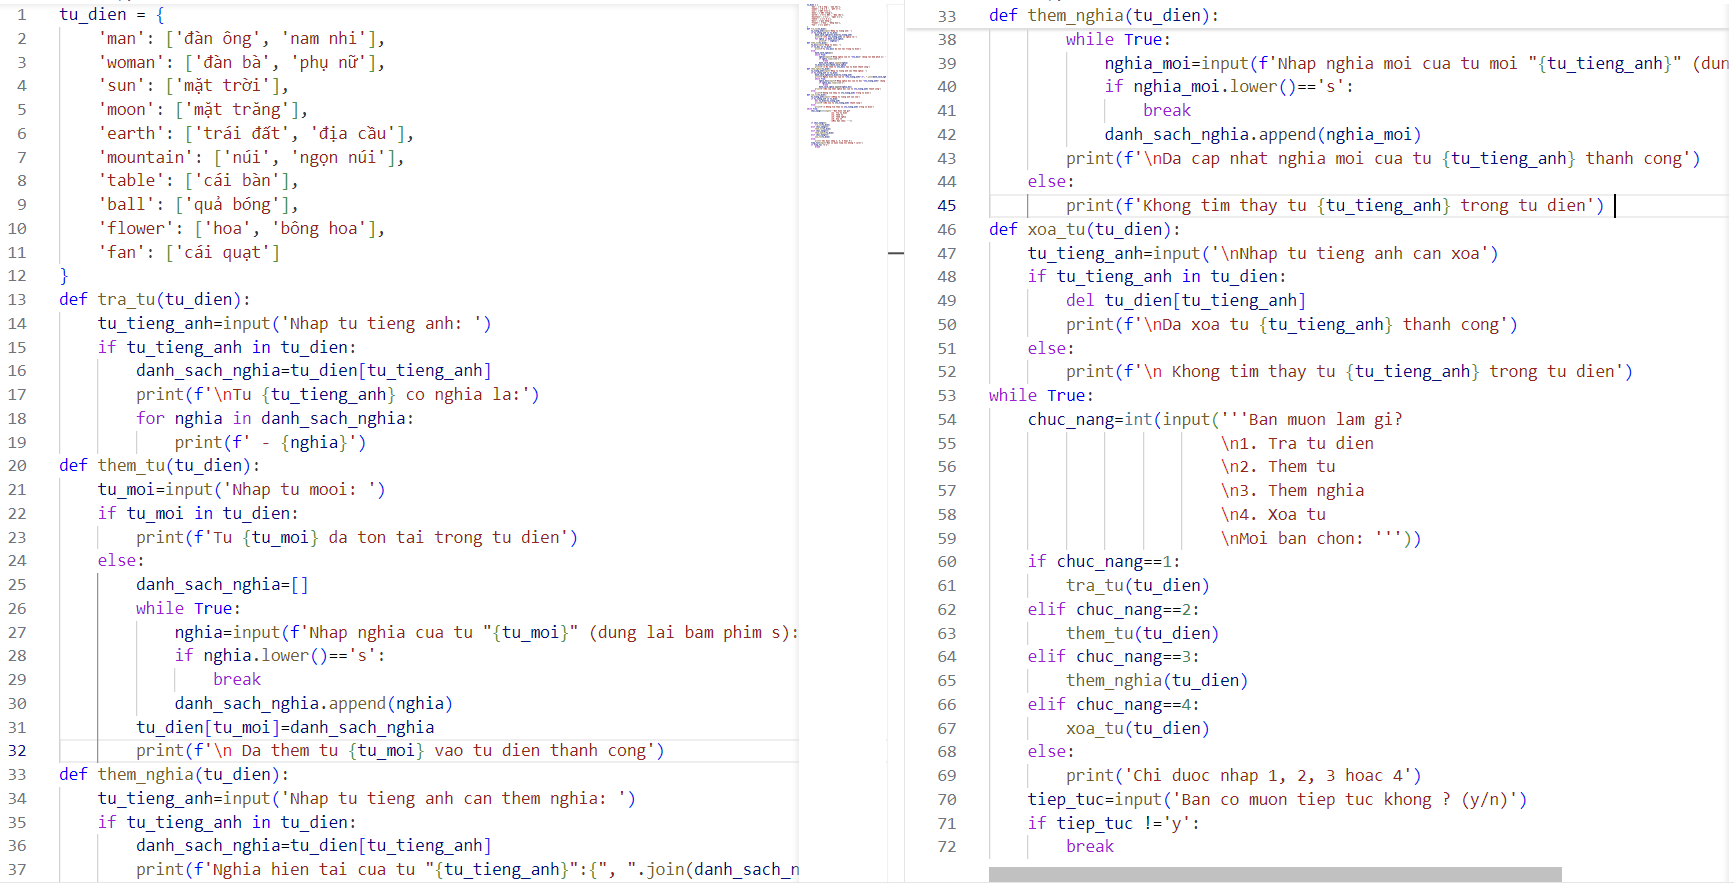 1 tu_dien = {
2 'man': ['đàn ông', 'nam nhi'],
3 'woman': ['đàn bà', 'phụ nữ'],
4 'sun': ['mặt trời'],
5 'moon': ['mặt trăng'],
6 'earth': ['trái đất', 'địa cầu'],
7 'mountain': ['núi', 'ngọn núi'],
8 'table': ['cái bàn'],
9 'ball': ['quả bóng'],
10 'flower': ['hoa', 'bông hoa'],
11 'fan': ['cái quạt']
12 }
13 def tra_tu(tu_dien):
14 tu_tieng_anh=input('Nhap tu tieng anh: ')
15 if tu_tieng_anh in tu_dien:
16 danh_sach_nghia=tu_dien[tu_tieng_anh]
17 print(f'\nTu {tu_tieng_anh} co nghia la:')
18 for nghia in danh_sach_nghia:
19 print(f' - {nghia}')
20 def them_tu(tu_dien):
21 tu_moi=input('Nhap tu mooi: ')
22 if tu_moi in tu_dien:
23 print(f'Tu {tu_moi} da ton tai trong tu dien')
24 else:
25 danh_sach_nghia=[]
26 while True:
27 nghia=input(f'Nhap nghia cua tu "{tu_moi}" (dung lai bam phim s):
28 if nghia.lower()=='s':
29 break
30 danh_sach_nghia.append(nghia)
31 tu_dien[tu_moi]=danh_sach_nghia
32 print(f'\n Da them tu {tu_moi} vao tu dien thanh cong')
33 def them_nghia(tu_dien):
34 tu_tieng_anh=input('Nhap tu tieng anh can them nghia: ')
35 if tu_tieng_anh in tu_dien:
36 danh_sach_nghia=tu_dien[tu_tieng_anh]
37 print(f'Nghia hien tai cua tu "{tu_tieng_anh}":{", ".join(danh_sach_n
33 def them_nghia(tu_dien):
38 while True:
39 nghia_moi=input(f'Nhap nghia moi cua tu moi "{tu_tieng_anh}" (dun
40 if nghia_moi.lower()=='s':
41 break
42 danh_sach_nghia.append(nghia_moi)
43 print(f'\nDa cap nhat nghia moi cua tu {tu_tieng_anh} thanh cong')
44 else:
45 print(f'Khong tim thay tu {tu_tieng_anh} trong tu dien')
46 def xoa_tu(tu_dien):
47 tu_tieng_anh=input('\nNhap tu tieng anh can xoa')
48 if tu_tieng_anh in tu_dien:
49 del tu_dien[tu_tieng_anh]
50 print(f'\nDa xoa tu {tu_tieng_anh} thanh cong')
51 else:
52 print(f'\n Khong tim thay tu {tu_tieng_anh} trong tu dien')
53 while True:
54 chuc_nang=int(input('''Ban muon lam gi?
55 \n1. Tra tu dien
56 \n2. Them tu
57 \n3. Them nghia
58 \n4. Xoa tu
59 \nMoi ban chon: '''))
60 if chuc_nang==1:
61 tra_tu(tu_dien)
62 elif chuc_nang==2:
63 them_tu(tu_dien)
64 elif chuc_nang==3:
65 them_nghia(tu_dien)
66 elif chuc_nang==4:
67 xoa_tu(tu_dien)
68 else:
69 print('Chi duoc nhap 1, 2, 3 hoac 4')
70 tiep_tuc=input('Ban co muon tiep tuc khong ? (y/n)')
71 if tiep_tuc !='y':
72 break